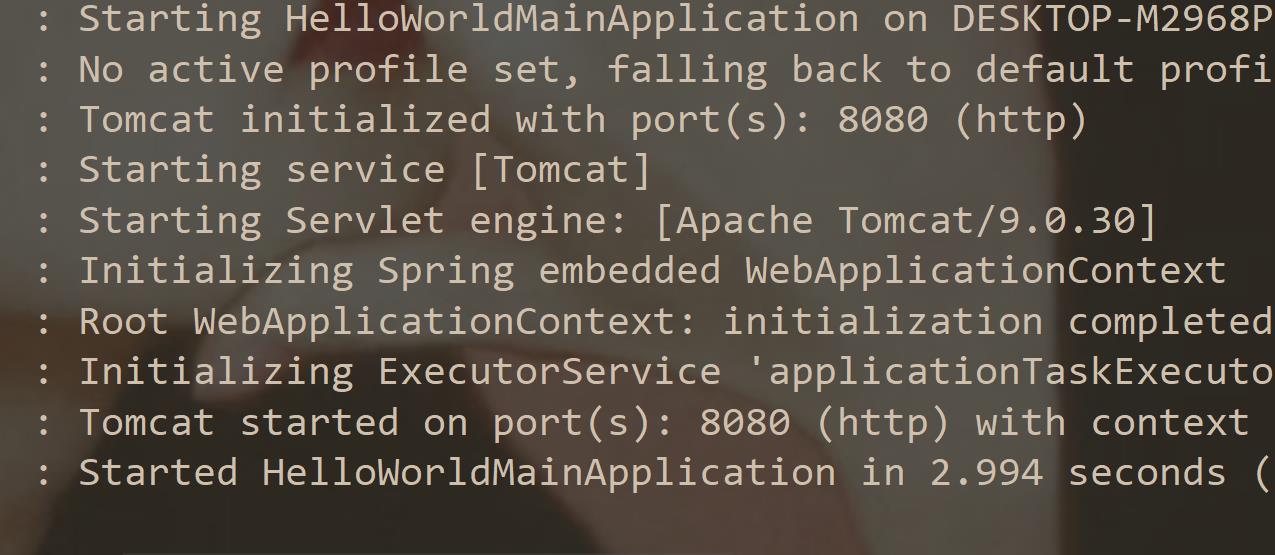 : Starting HelloWorldMainApplication on DESKTOP-M2968P
: No active profile set, falling back to default profi
: Tomcat initialized with port(s): 8080 (http)
: Starting service [Tomcat]
: Starting Servlet engine: [Apache Tomcat/9.0.30]
: Initializing Spring embedded WebApplicationContext
: Root WebApplicationContext: initialization completed
: Initializing ExecutorService 'applicationTaskExecuto
: Tomcat started on port(s): 8080 (http) with context
: Started HelloWorldMainApplication in 2.994 seconds (